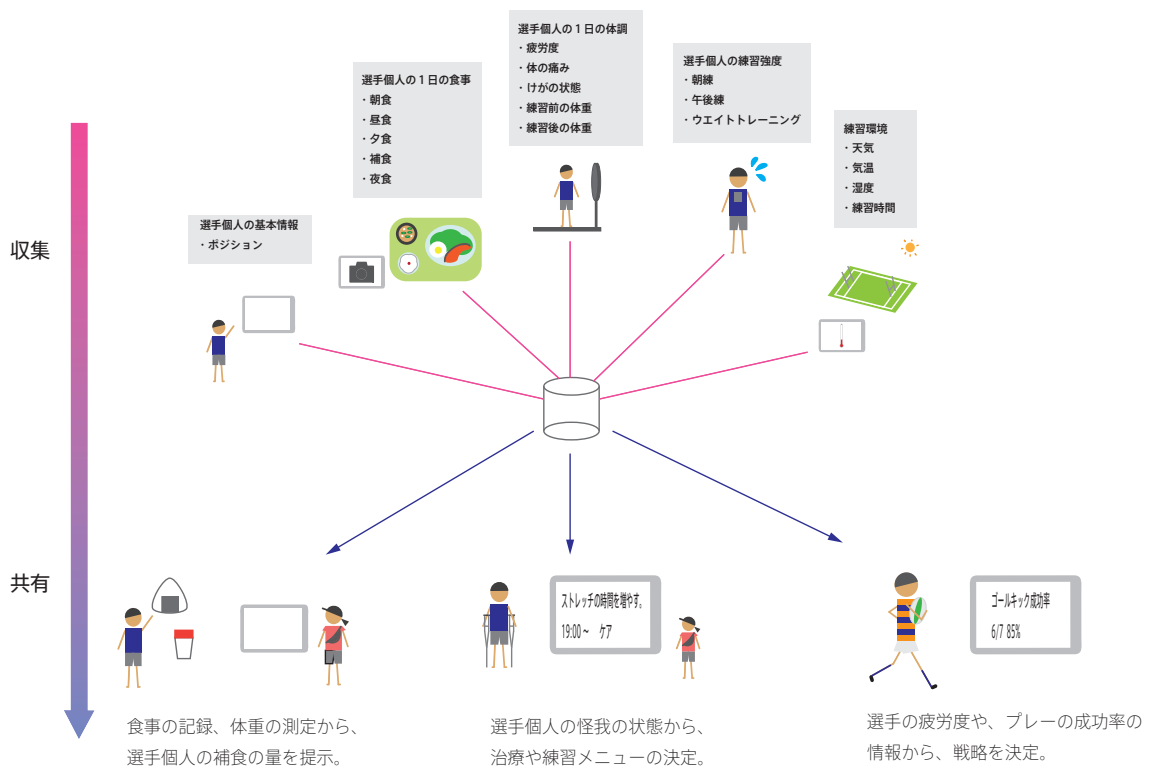 選手個人の1日の体調
・疲労度
・体の痛み
・けがの状態
・練習前の体重
・練習後の体重
選手個人の練習強度
・朝練
・午後練
・ウエイトトレーニング
選手個人の1日の食事
・朝食
・昼食
・夕食
・補食
・夜食
練習環境
・天気
・気温
・湿度
・練習時間
選手個人の基本情報
・ポジション
収集
共有
ストレッチの時間を増やす。
19:00~ ケア
ゴールキック成功率
6/7 85%
食事の記録、体重の測定から、
選手個人の補食の量を提示。
選手個人の怪我の状態から、
治療や練習メニューの決定。
選手の疲労度や、プレーの成功率の
情報から、戦略を決定。